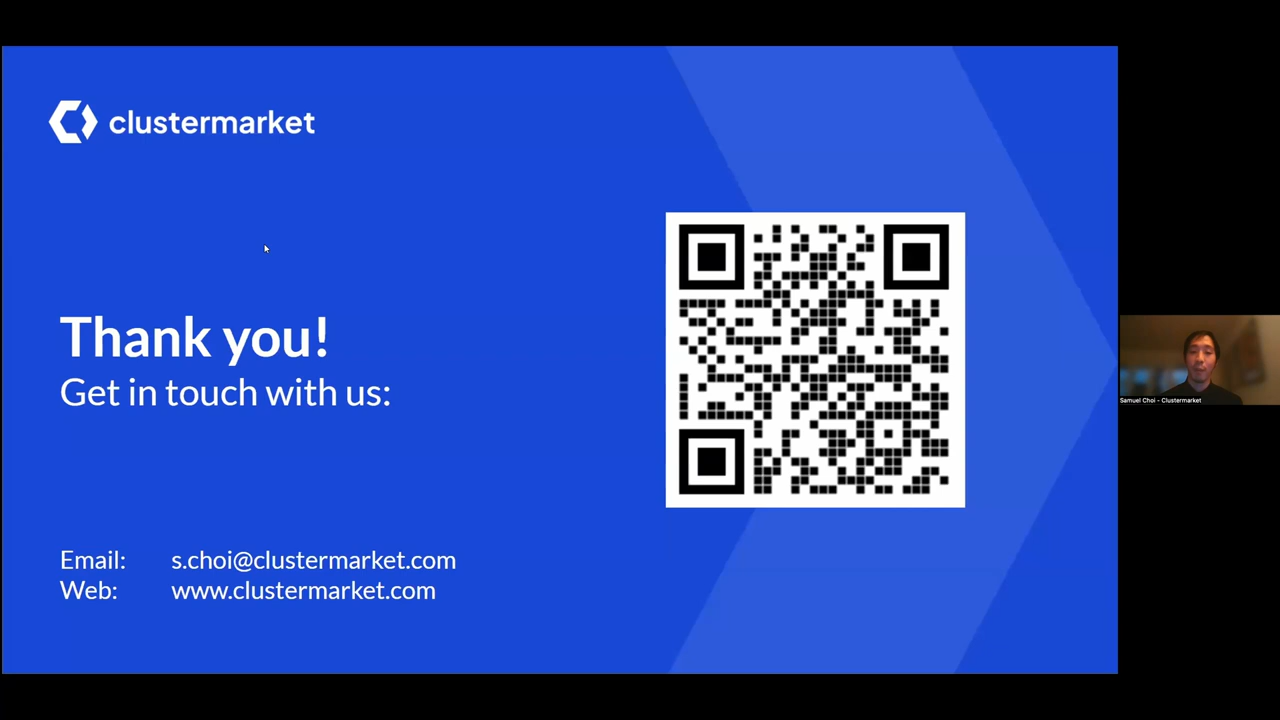 clustermarket
Thank you!
Get in touch with us:
Email: s.choi@clustermarket.com
Web: www.clustermarket.com
Samuel Choi - Clustermarket